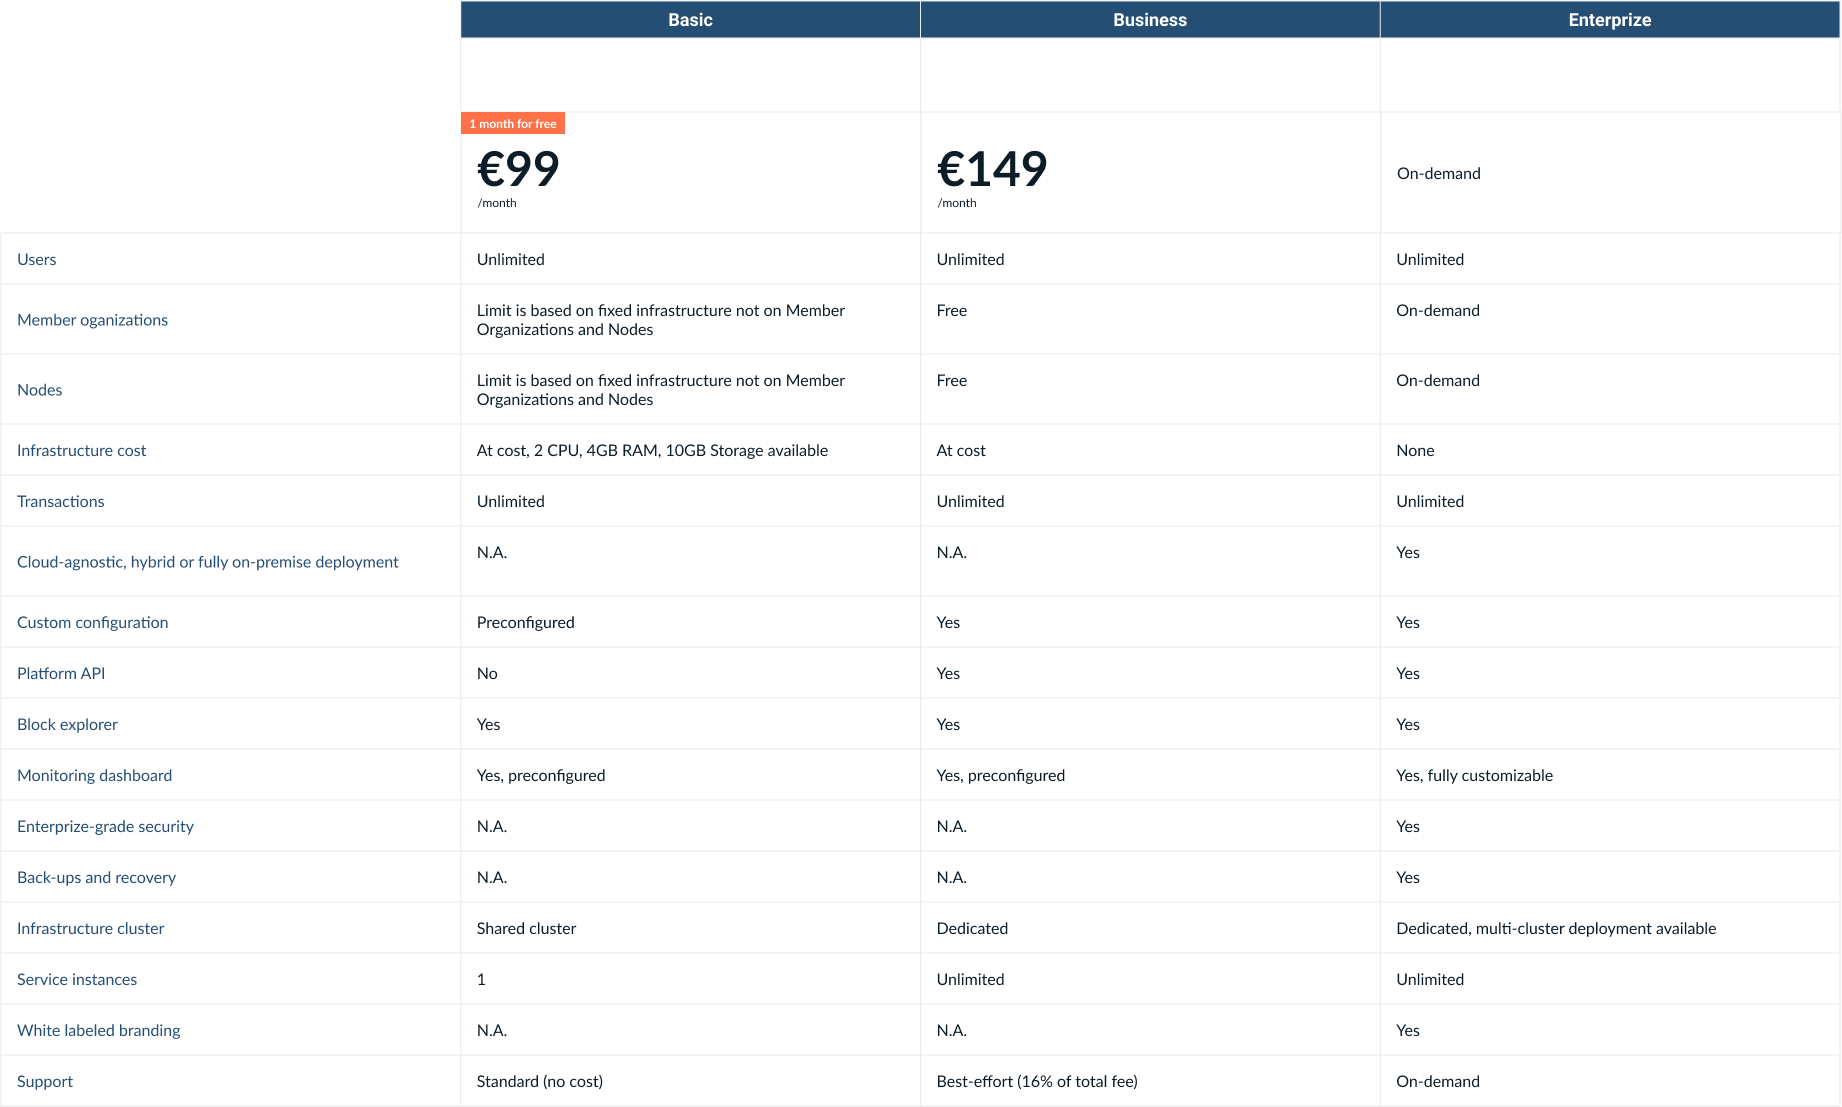 Basic Business Enterprize
1 month for free
€99 €149 On-demand
/month /month
Users Unlimited Unlimited Unlimited
Member oganizations Limit is based on fixed infrastructure not on Member Free On-demand
Organizations and Nodes
Nodes Limit is based on fixed infrastructure not on Member Free On-demand
Organizations and Nodes
Infrastructure cost At cost, 2 CPU, 4GB RAM, 10GB Storage available At cost None
Transactions Unlimited Unlimited Unlimited
Cloud-agnostic, hybrid or fully on-premise deployment N.A. N.A. Yes
Custom configuration Preconfigured Yes Yes
Platform API No Yes Yes
Block explorer Yes Yes Yes
Monitoring dashboard Yes, preconfigured Yes, preconfigured Yes, fully customizable
Enterprize-grade security N.A. N.A. Yes
Back-ups and recovery N.A. N.A. Yes
Infrastructure cluster Shared cluster Dedicated Dedicated, multi-cluster deployment available
Service instances 1 Unlimited Unlimited
White labeled branding N.A. N.A. Yes
Support Standard (no cost) Best-effort (16% of total fee) On-demand